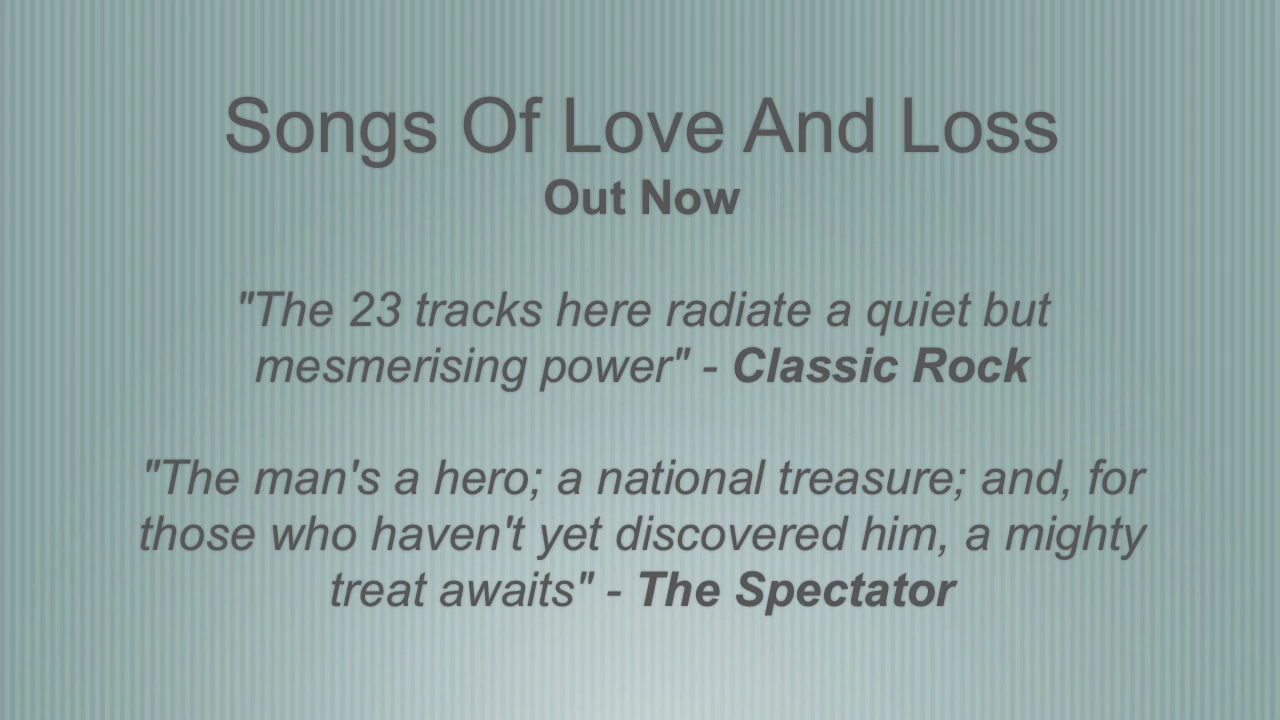 Songs Of Love And Loss
Out Now
"The 23 tracks here radiate a quiet but
mesmerising power" - Classic Rock
"The man's a hero; a national treasure; and, for
those who haven't yet discovered him, a mighty
treat awaits" - The Spectator